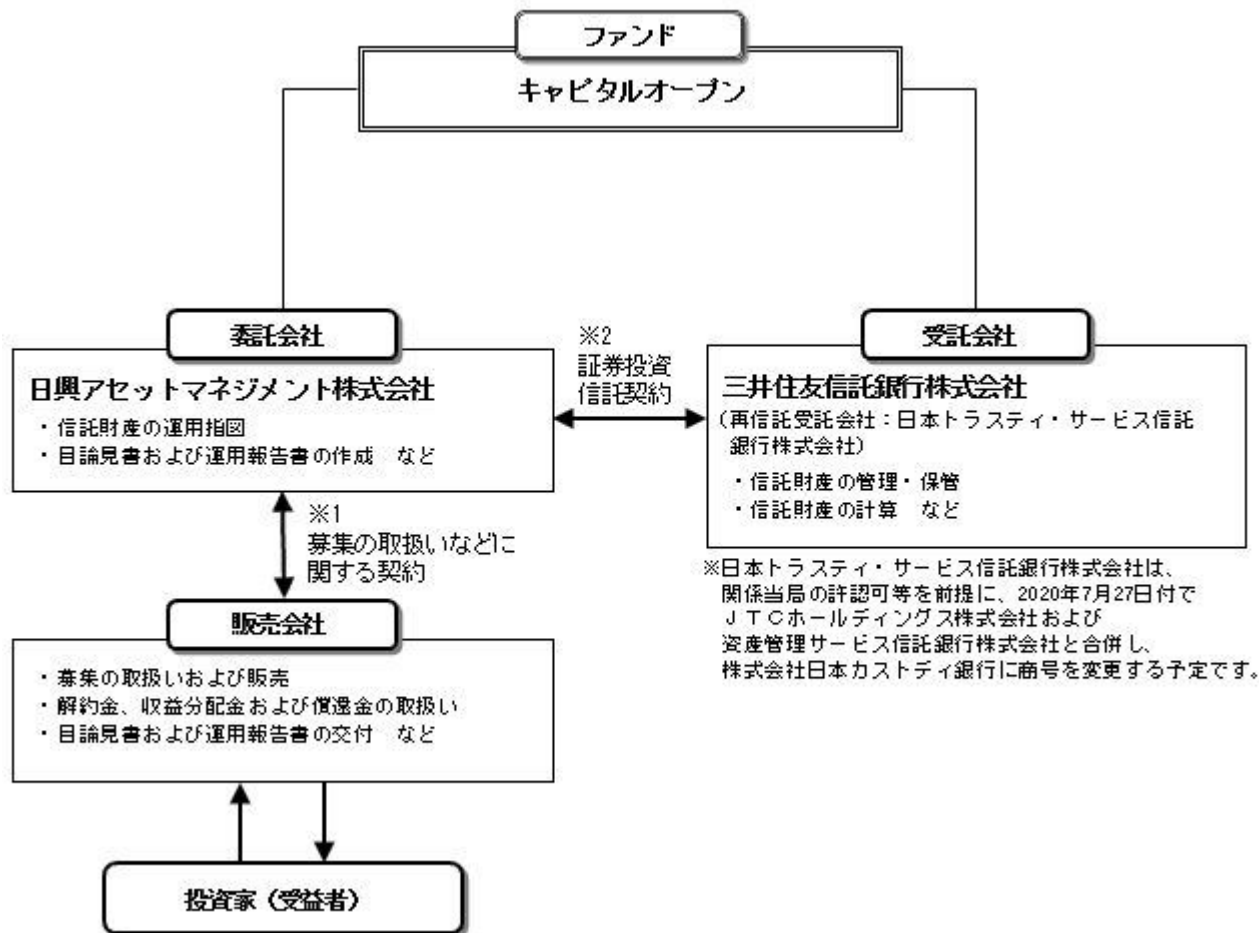 ファンド
キャピタルオープン
委託会社
日興アセットマネジメント株式会社
・信託財産の運用指図
・目論見書および運用報告書の作成　など
※2
証券投資
信託契約
受託会社
三井住友信託銀行株式会社
（再信託受託会社：日本トラスティ・サービス信託
銀行株式会社）
・信託財産の管理・保管
・信託財産の計算　など
※日本トラスティ・サービス信託銀行株式会社は、
関係当局の許認可等を前提に、2020年7月27日付で
ＪＴＣホールディングス株式会社および
資産管理サービス信託銀行株式会社と合併し、
株式会社日本カストディ銀行に商号を変更する予定です。
※1
募集の取扱いなどに
関する契約
販売会社
・募集の取扱いおよび販売
・解約金、収益分配金および償還金の取扱い
・目論見書および運用報告書の交付　など
投資家（受益者）